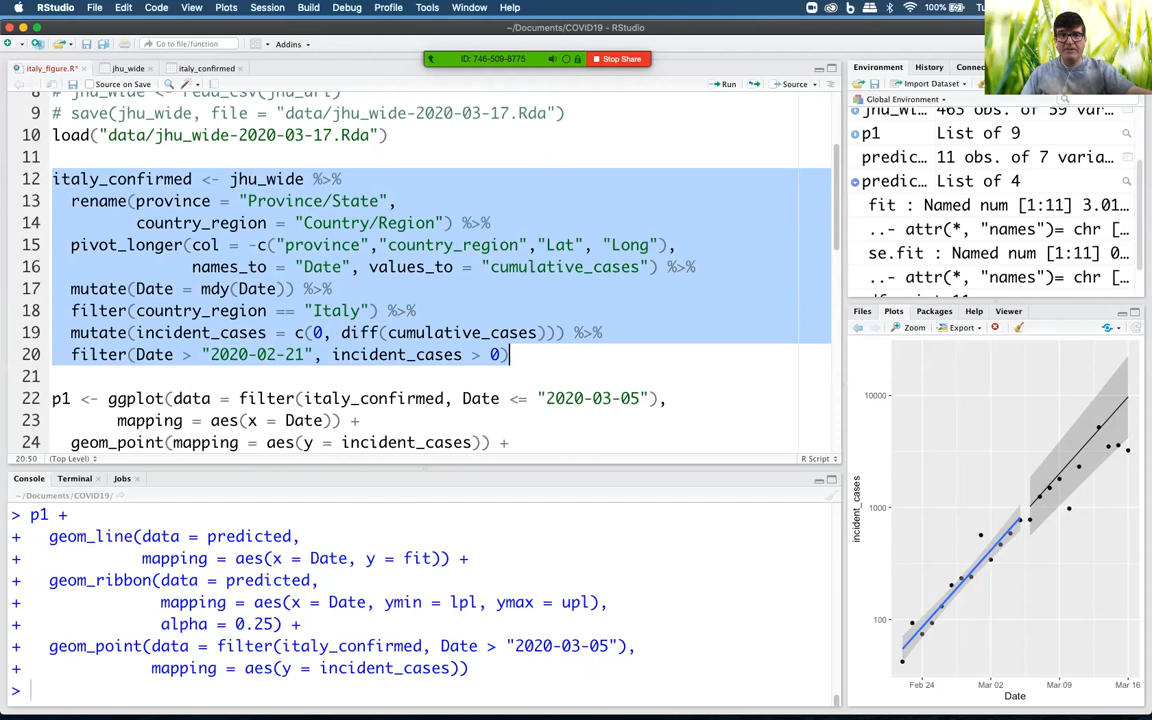 RStudio File Edit Code View Plots Session Build Debug Profile Tools Window Help 100%
~/Documents/COVID19 - RStudio
Go to file/function Addins
ID: 746-509-8775 Stop Share
italy_figure.R* jhu_wide italy_confirmed
Source on Save Run Source
9 # save(jhu_wide, file = "data/jhu_wide-2020-03-17.Rda")
10 load("data/jhu_wide-2020-03-17.Rda")
11
12 italy_confirmed <- jhu_wide %>%
13 rename(province = "Province/State",
14 country_region = "Country/Region") %>%
15 pivot_longer(col = -c("province","country_region","Lat", "Long"),
16 names_to = "Date", values_to = "cumulative_cases") %>%
17 mutate(Date = mdy(Date)) %>%
18 filter(country_region == "Italy") %>%
19 mutate(incident_cases = c(0, diff(cumulative_cases))) %>%
20 filter(Date > "2020-02-21", incident_cases > 0)
21
22 p1 <- ggplot(data = filter(italy_confirmed, Date <= "2020-03-05"),
23 mapping = aes(x = Date)) +
24 geom_point(mapping = aes(y = incident_cases)) +
20:50 (Top Level) R Script
Console Terminal Jobs
~/Documents/COVID19/
> p1 +
+ geom_line(data = predicted,
+ mapping = aes(x = Date, y = fit)) +
+ geom_ribbon(data = predicted,
+ mapping = aes(x = Date, ymin = lpl, ymax = upl),
+ alpha = 0.25) +
+ geom_point(data = filter(italy_confirmed, Date > "2020-03-05"),
+ mapping = aes(y = incident_cases))
>
Environment History Connec
Import Dataset
Global Environment
p1 List of 9
predic… 11 obs. of 7 varia…
predic… List of 4
fit : Named num [1:11] 3.01…
..- attr(*, "names")= chr […
se.fit: Named num [1:11] 0…
..- attr(*, "names")= chr […
Files Plots Packages Help Viewer
Zoom Export
10000
1000
100
incident_cases
Feb 24 Mar 02 Mar 09 Mar 16
Date